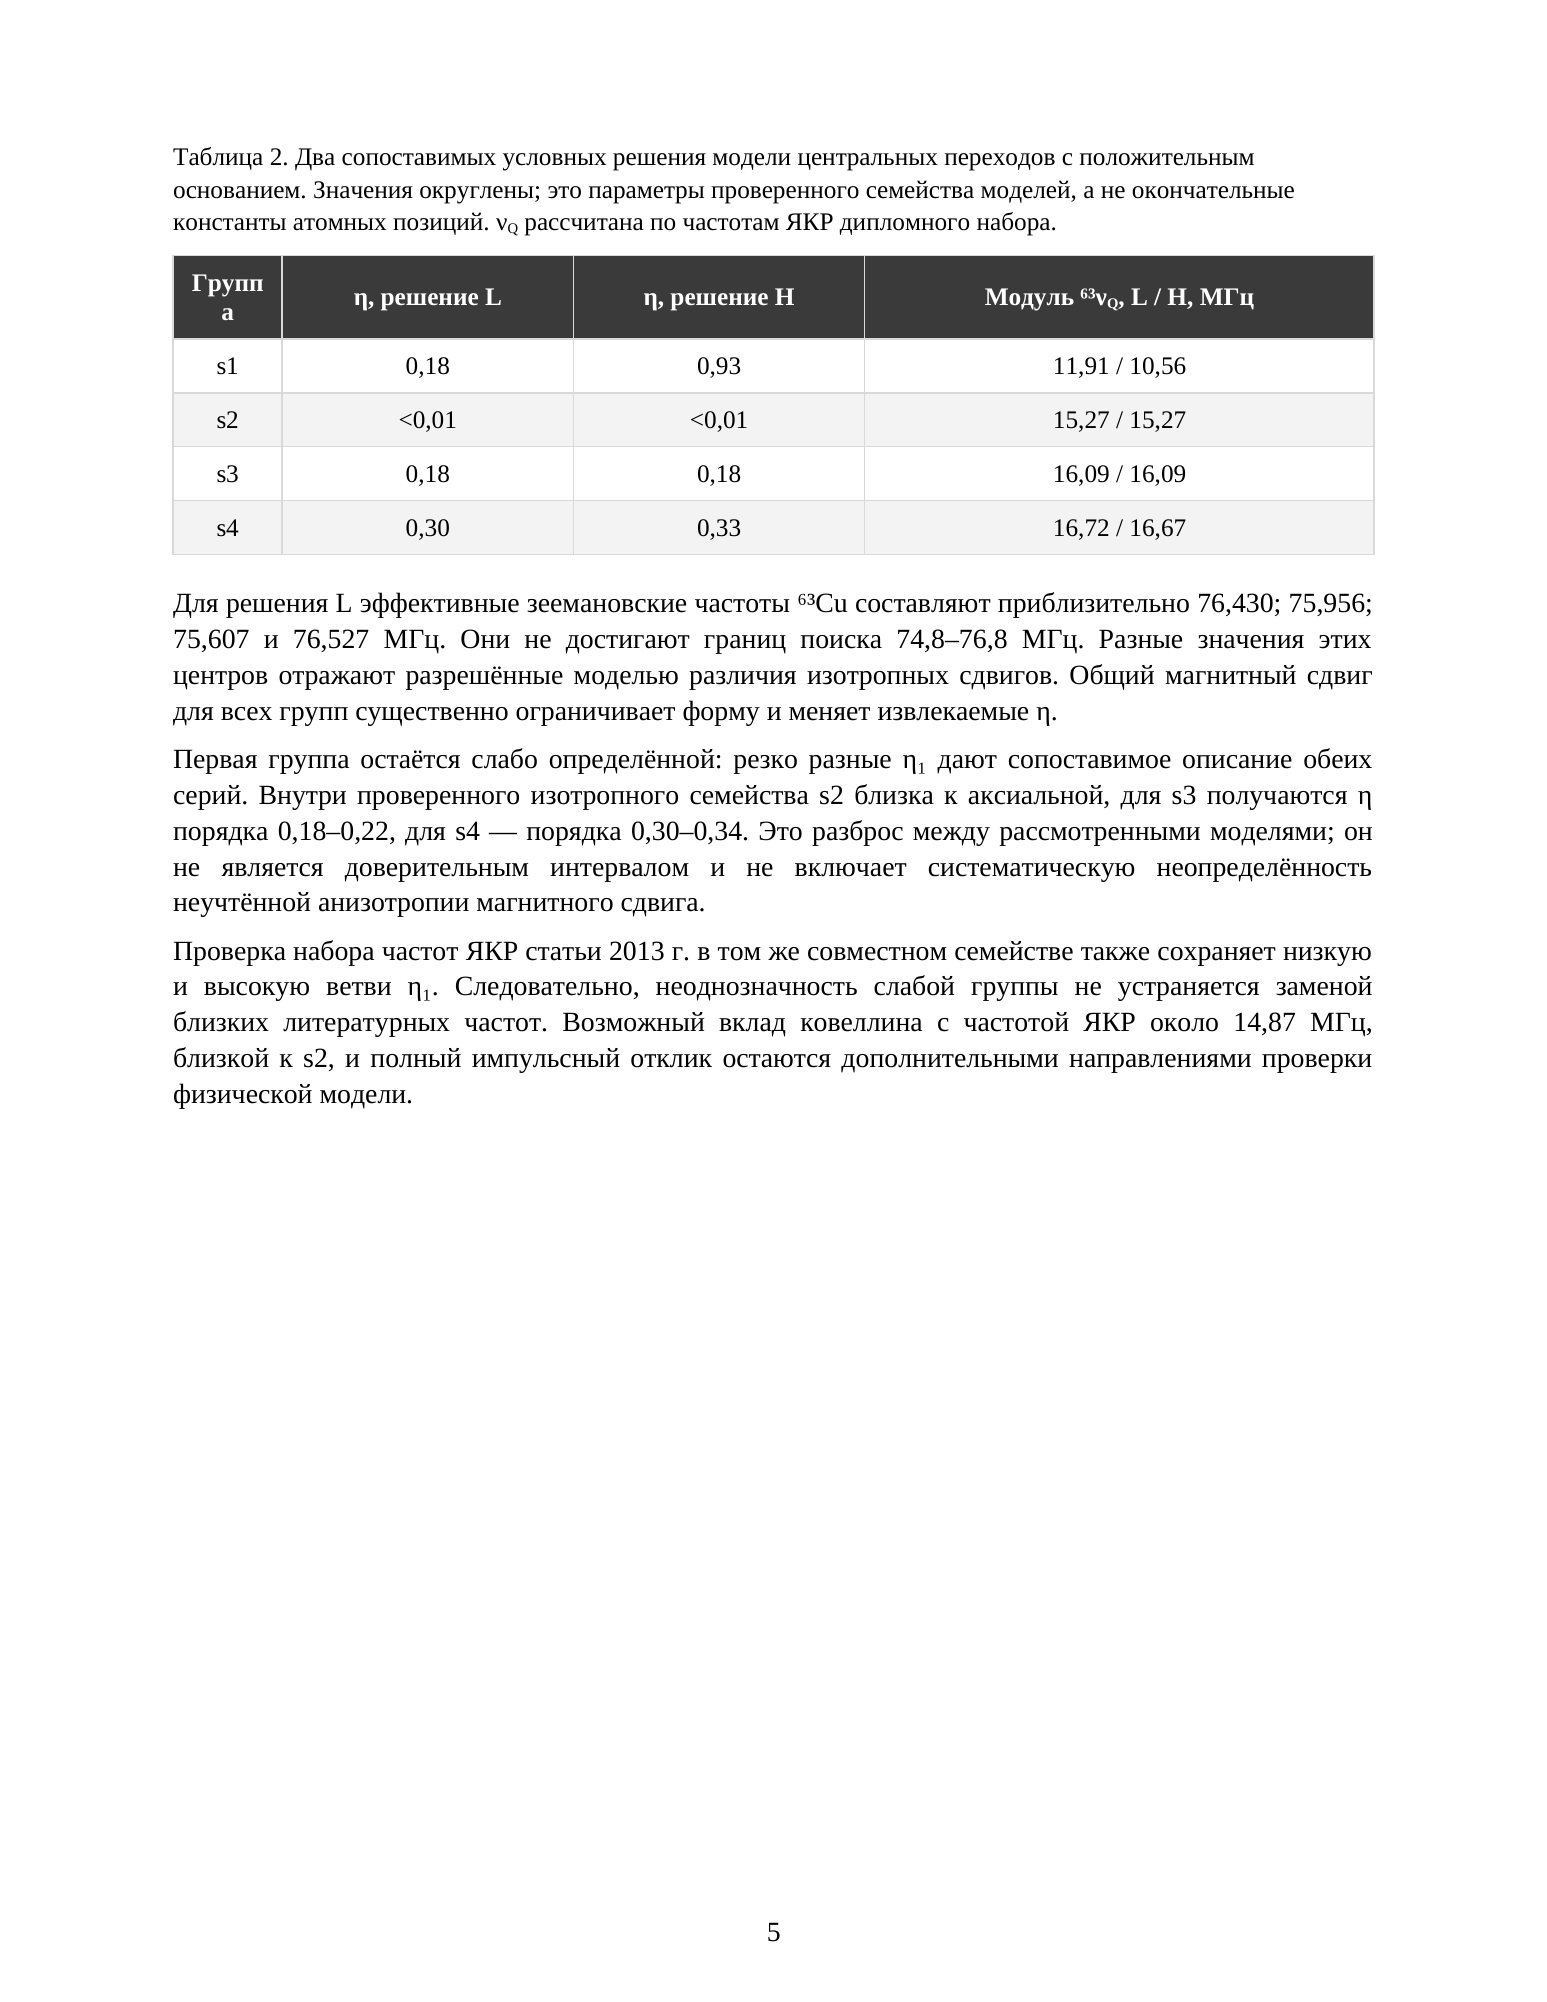 Таблица 2. Два сопоставимых условных решения модели центральных переходов с положительным
основанием. Значения округлены; это параметры проверенного семейства моделей, а не окончательные
константы атомных позиций. ν_Q рассчитана по частотам ЯКР дипломного набора.
Групп
а
η, решение L
η, решение H
Модуль ⁶³ν_Q, L / H, МГц
s1 0,18 0,93 11,91 / 10,56
s2 <0,01 <0,01 15,27 / 15,27
s3 0,18 0,18 16,09 / 16,09
s4 0,30 0,33 16,72 / 16,67
Для решения L эффективные зеемановские частоты ⁶³Cu составляют приблизительно 76,430; 75,956;
75,607 и 76,527 МГц. Они не достигают границ поиска 74,8–76,8 МГц. Разные значения этих
центров отражают разрешённые моделью различия изотропных сдвигов. Общий магнитный сдвиг
для всех групп существенно ограничивает форму и меняет извлекаемые η.
Первая группа остаётся слабо определённой: резко разные η₁ дают сопоставимое описание обеих
серий. Внутри проверенного изотропного семейства s2 близка к аксиальной, для s3 получаются η
порядка 0,18–0,22, для s4 — порядка 0,30–0,34. Это разброс между рассмотренными моделями; он
не является доверительным интервалом и не включает систематическую неопределённость
неучтённой анизотропии магнитного сдвига.
Проверка набора частот ЯКР статьи 2013 г. в том же совместном семействе также сохраняет низкую
и высокую ветви η₁. Следовательно, неоднозначность слабой группы не устраняется заменой
близких литературных частот. Возможный вклад ковеллина с частотой ЯКР около 14,87 МГц,
близкой к s2, и полный импульсный отклик остаются дополнительными направлениями проверки
физической модели.
5